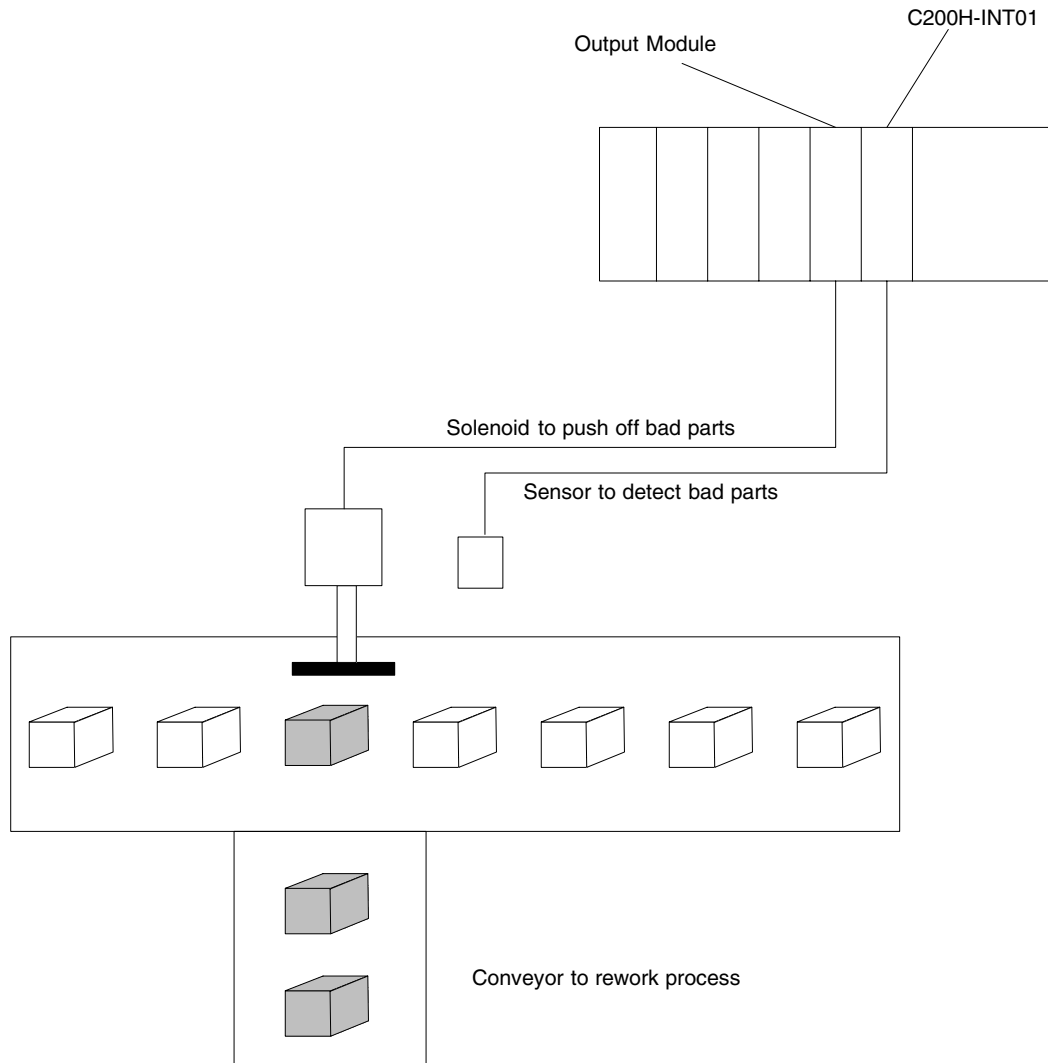 C200H-INT01
Output Module
Solenoid to push off bad parts
Sensor to detect bad parts
Conveyor to rework process